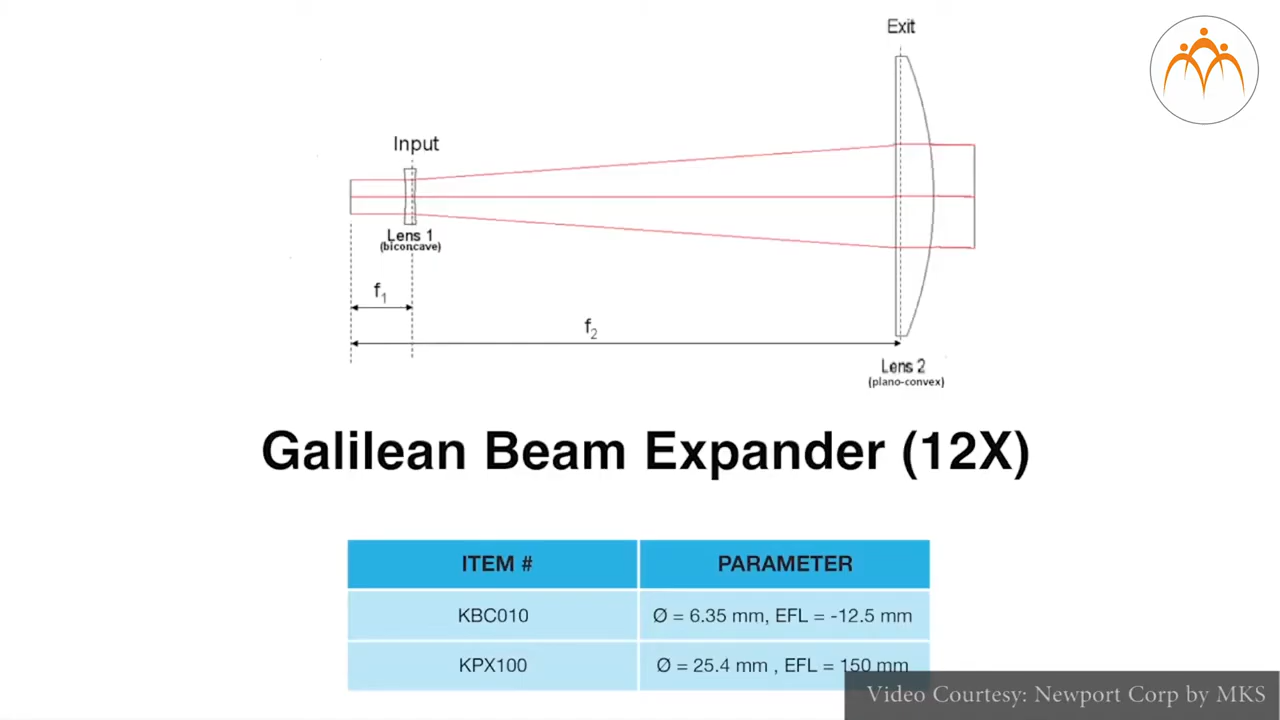 Exit
Input
Lens 1
(biconcave)
f1
f2
Lens 2
(plano-convex)
Galilean Beam Expander (12X)
ITEM # PARAMETER
KBC010 Ø = 6.35 mm, EFL = -12.5 mm
KPX100 Ø = 25.4 mm , EFL = 150 mm
Video Courtesy: Newport Corp by MKS